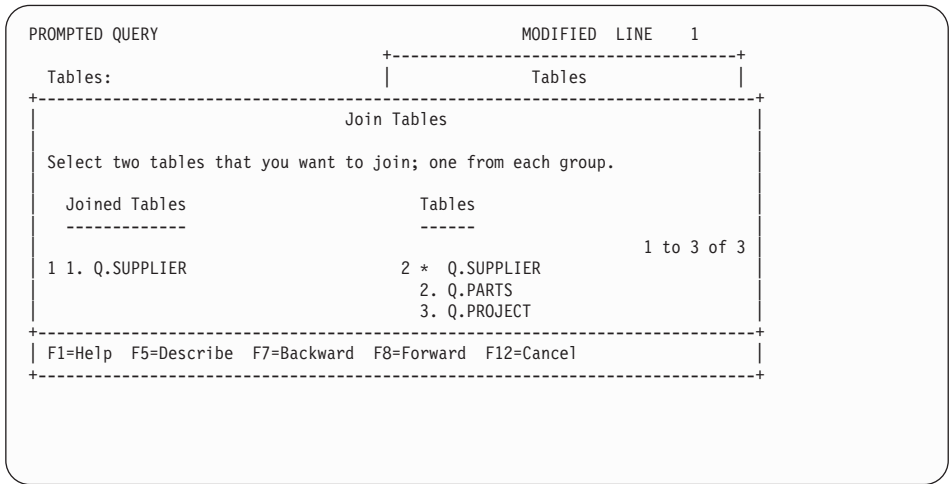 PROMPTED QUERY                                   MODIFIED  LINE    1
                                        +-------------------------------------+
  Tables:                               |               Tables                |
+-----------------------------------------------------------------------------+
|                                 Join Tables                                 |
| Select two tables that you want to join; one from each group.               |
|   Joined Tables                         Tables                              |
|   -------------                         ------                              |
|                                                                 1 to 3 of 3 |
| 1 1. Q.SUPPLIER                       2 *  Q.SUPPLIER                       |
|                                         2. Q.PARTS                          |
|                                         3. Q.PROJECT                        |
+-----------------------------------------------------------------------------+
| F1=Help  F5=Describe  F7=Backward  F8=Forward  F12=Cancel                   |
+-----------------------------------------------------------------------------+